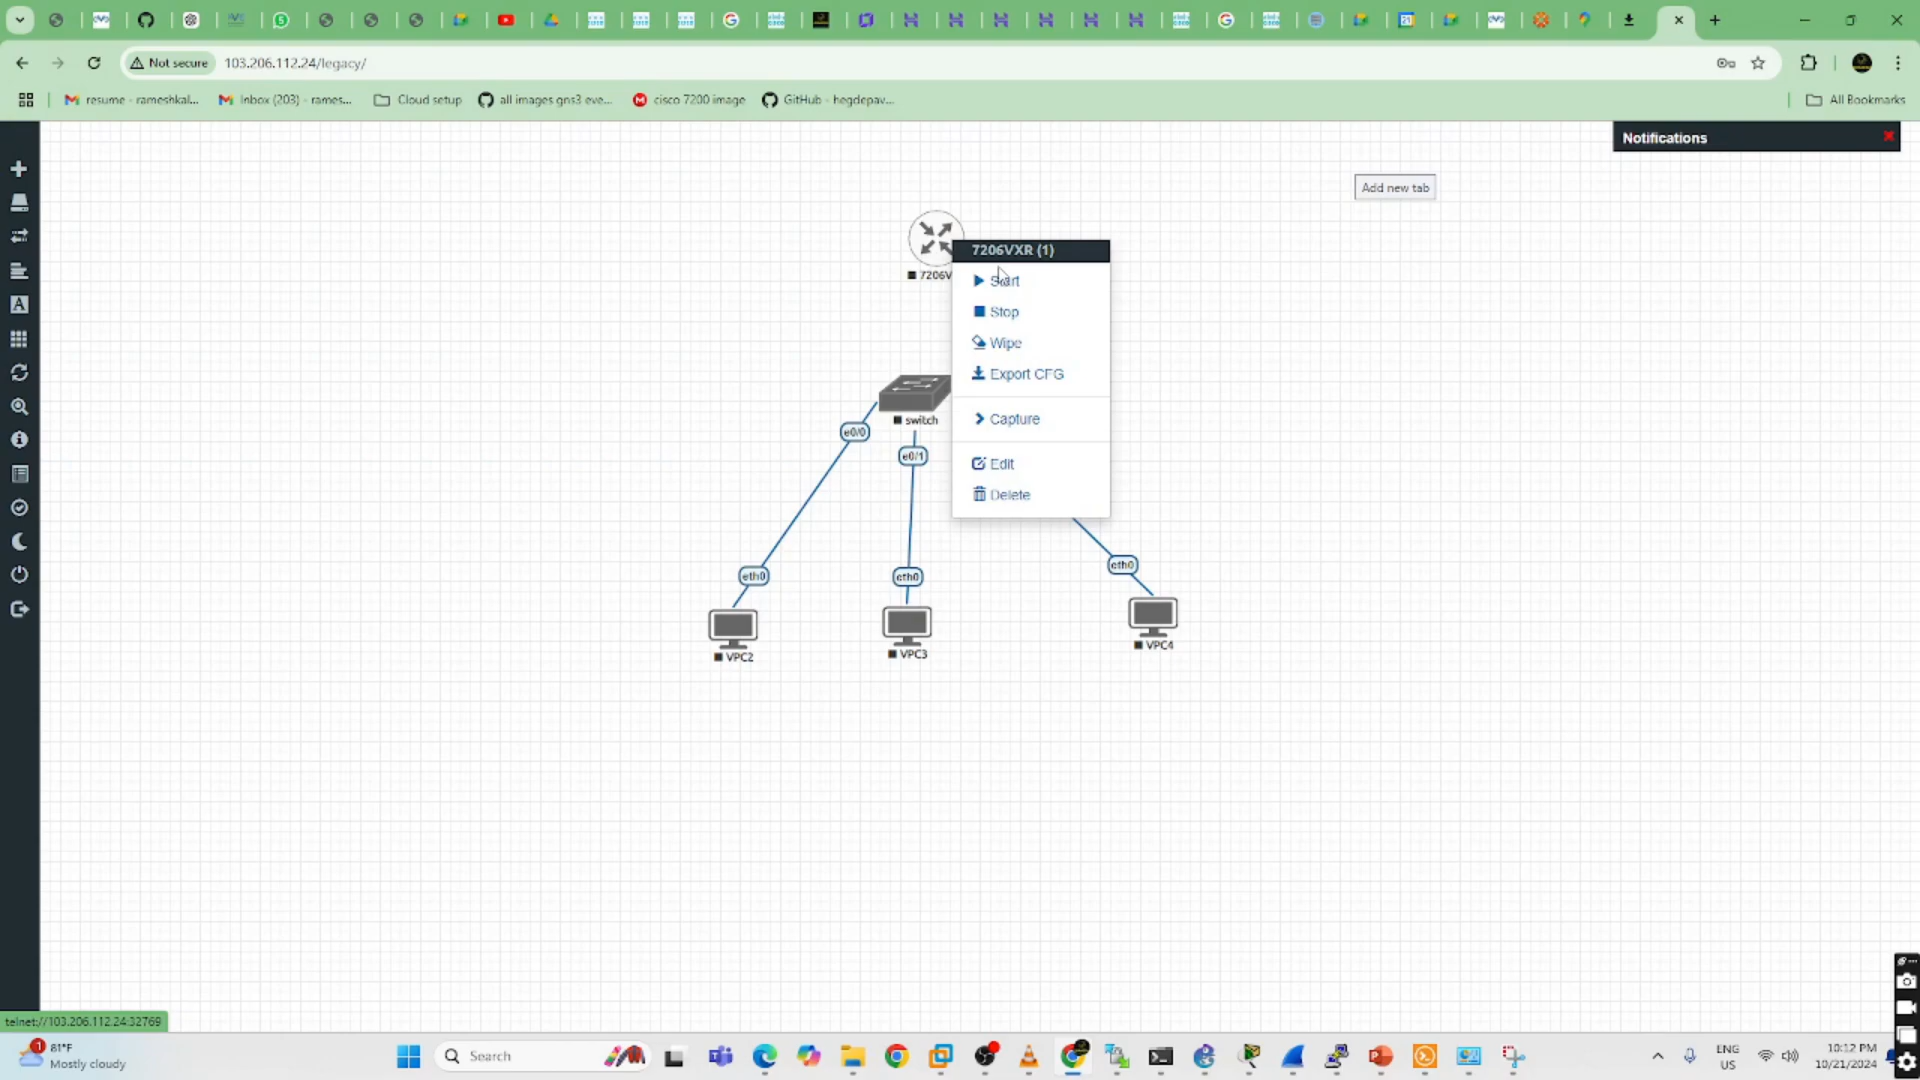 Not secure
103.206.112.24/legacy/
resume - rameshkal...
Inbox (203) - rames...
Cloud setup
all images gns3 eve...
cisco 7200 image
GitHub - hegdepav...
All Bookmarks
Notifications
Add new tab
7206VXR (1)
7206V
Start
Stop
Wipe
Export CFG
Capture
Edit
Delete
switch
e0/0
e0/1
eth0
eth0
eth0
VPC2
VPC3
VPC4
telnet://103.206.112.24:32769
1
81°F
Mostly cloudy
Search
ENG
US
10:12 PM
10/21/2024